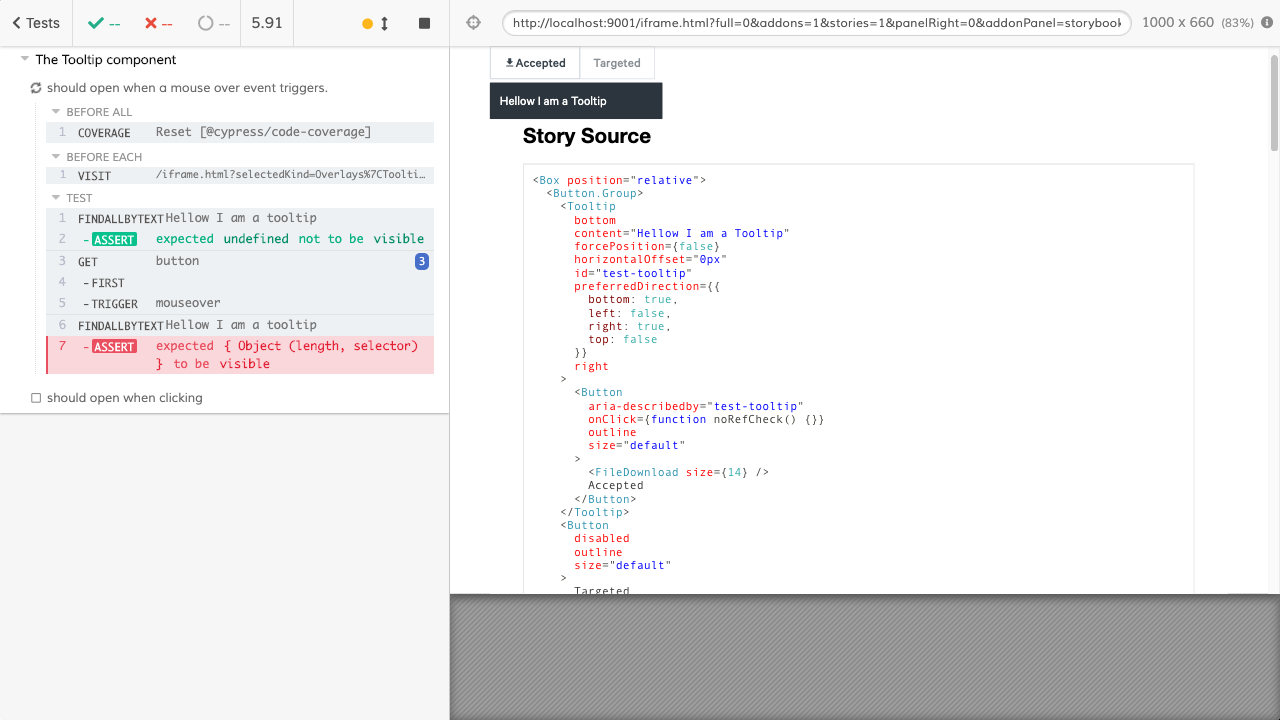 Tests -- -- -- 5.91
The Tooltip component
should open when a mouse over event triggers.
BEFORE ALL
1 COVERAGE Reset [@cypress/code-coverage]
BEFORE EACH
1 VISIT /iframe.html?selectedKind=Overlays%7CToolti…
TEST
1 FINDALLBYTEXT Hellow I am a tooltip
2 - ASSERT expected undefined not to be visible
3 GET button 3
4 - FIRST
5 - TRIGGER mouseover
6 FINDALLBYTEXT Hellow I am a tooltip
7 - ASSERT expected { Object (length, selector)
} to be visible
should open when clicking
http://localhost:9001/iframe.html?full=0&addons=1&stories=1&panelRight=0&addonPanel=storybook
1000 x 660 (83%)
Accepted Targeted
Hellow I am a Tooltip
Story Source
<Box position="relative">
<Button.Group>
<Tooltip
bottom
content="Hellow I am a Tooltip"
forcePosition={false}
horizontalOffset="0px"
id="test-tooltip"
preferredDirection={{
bottom: true,
left: false,
right: true,
top: false
}}
right
>
<Button
aria-describedby="test-tooltip"
onClick={function noRefCheck() {}}
outline
size="default"
>
<FileDownload size={14} />
Accepted
</Button>
</Tooltip>
<Button
disabled
outline
size="default"
>
Targeted